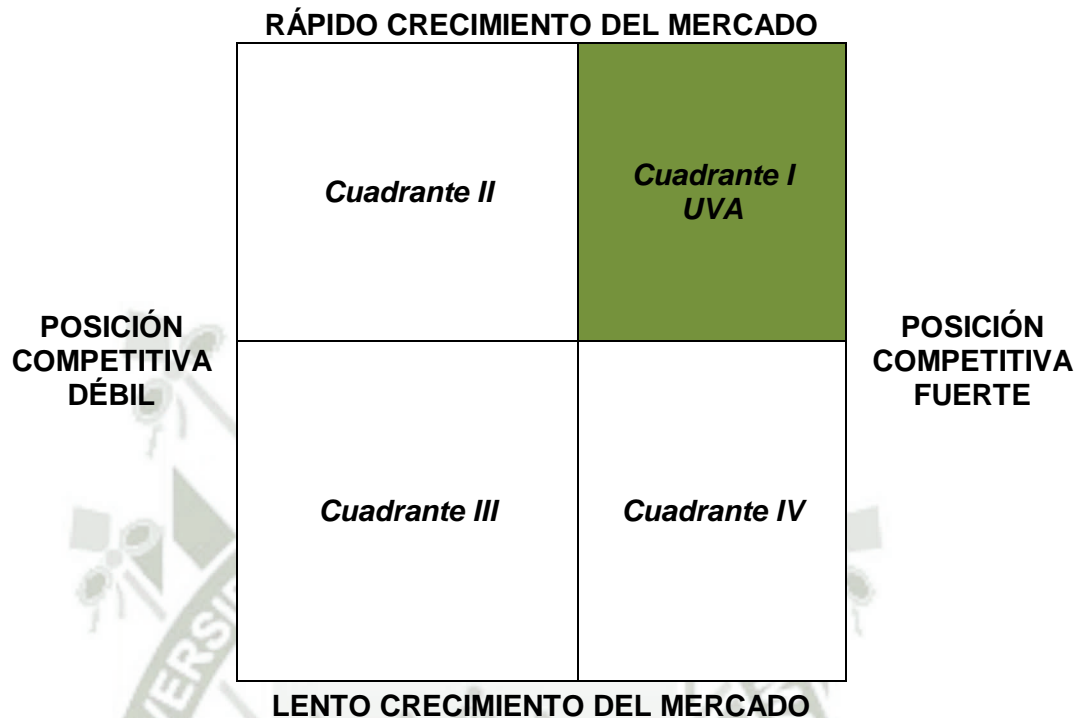 RÁPIDO CRECIMIENTO DEL MERCADO
Cuadrante II
Cuadrante I
UVA
POSICIÓN
COMPETITIVA
DÉBIL
POSICIÓN
COMPETITIVA
FUERTE
Cuadrante III
Cuadrante IV
LENTO CRECIMIENTO DEL MERCADO